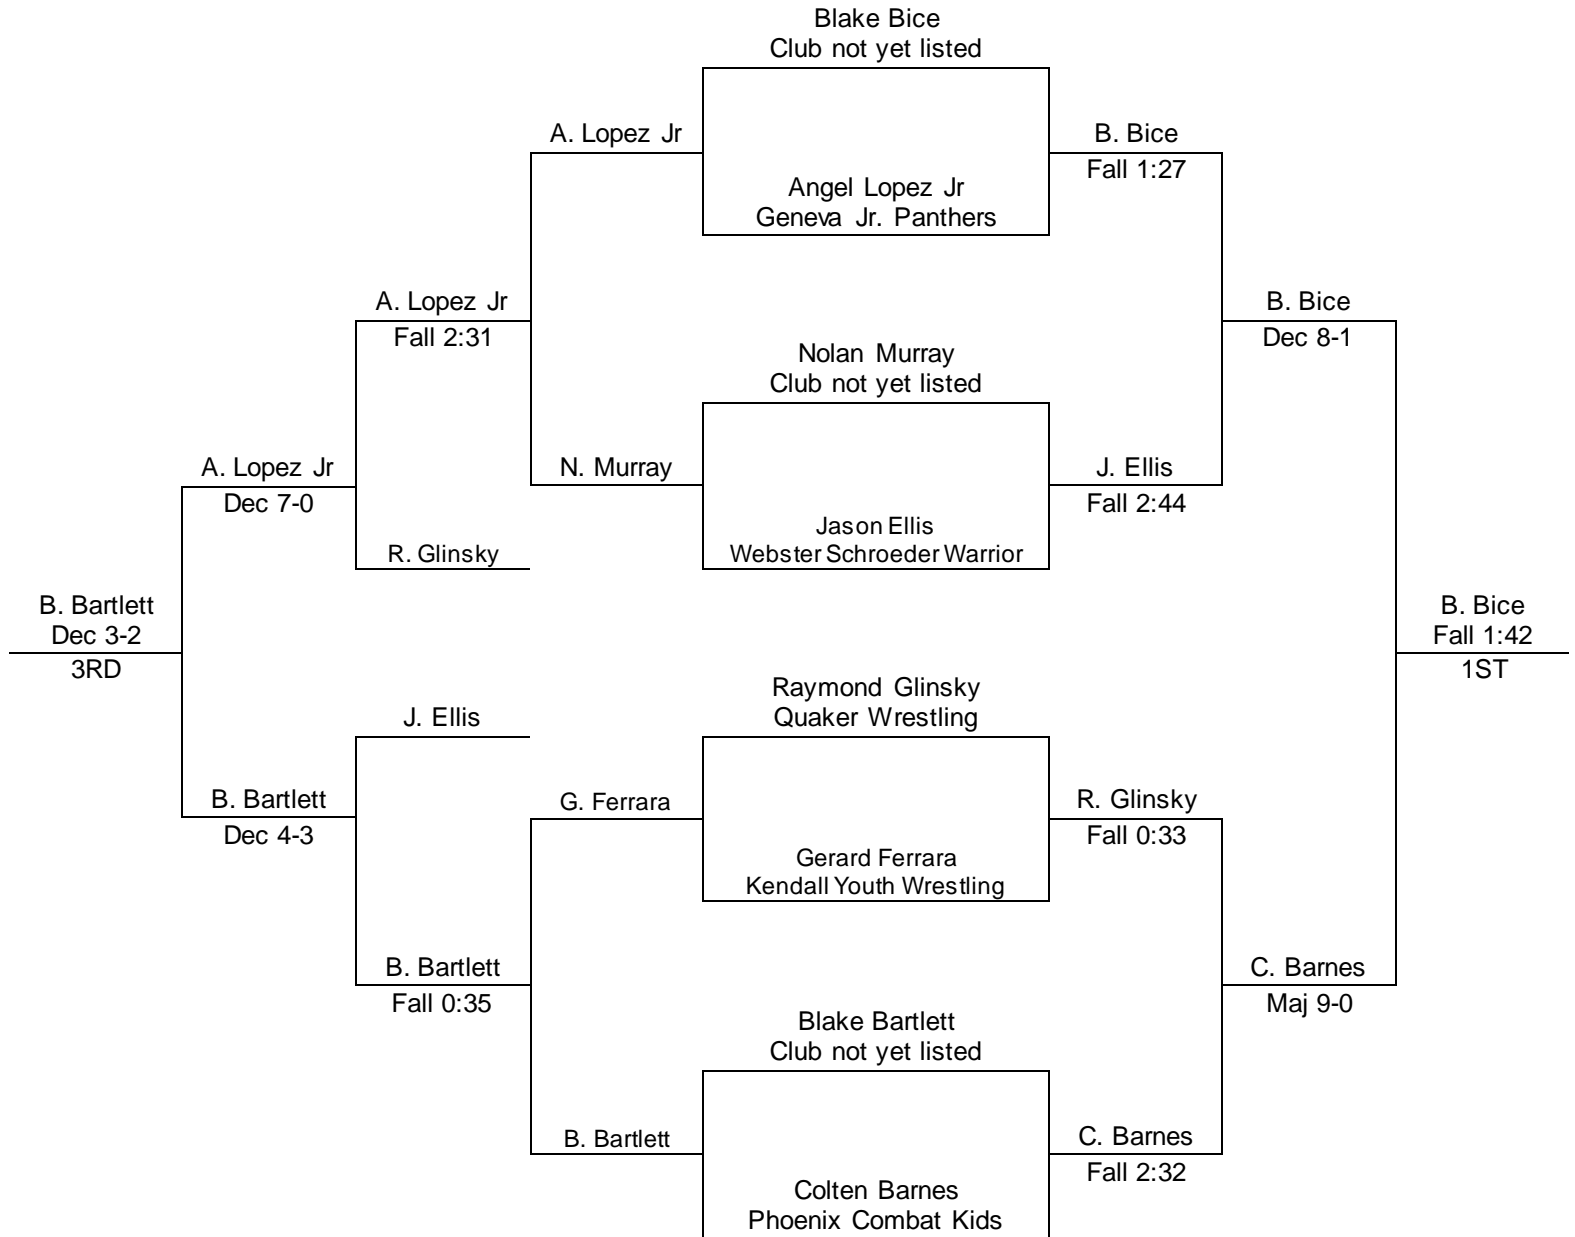 Blake Bice
Club not yet listed
A. Lopez Jr
B. Bice
Fall 1:27
Angel Lopez Jr
Geneva Jr. Panthers
A. Lopez Jr
Fall 2:31
B. Bice
Dec 8-1
Nolan Murray
Club not yet listed
A. Lopez Jr
Dec 7-0
N. Murray
J. Ellis
Fall 2:44
Jason Ellis
Webster Schroeder Warrior
R. Glinsky
B. Bartlett
Dec 3-2
3RD
B. Bice
Fall 1:42
1ST
Raymond Glinsky
Quaker Wrestling
J. Ellis
B. Bartlett
Dec 4-3
G. Ferrara
R. Glinsky
Fall 0:33
Gerard Ferrara
Kendall Youth Wrestling
B. Bartlett
Fall 0:35
C. Barnes
Maj 9-0
Blake Bartlett
Club not yet listed
B. Bartlett
C. Barnes
Fall 2:32
Colten Barnes
Phoenix Combat Kids